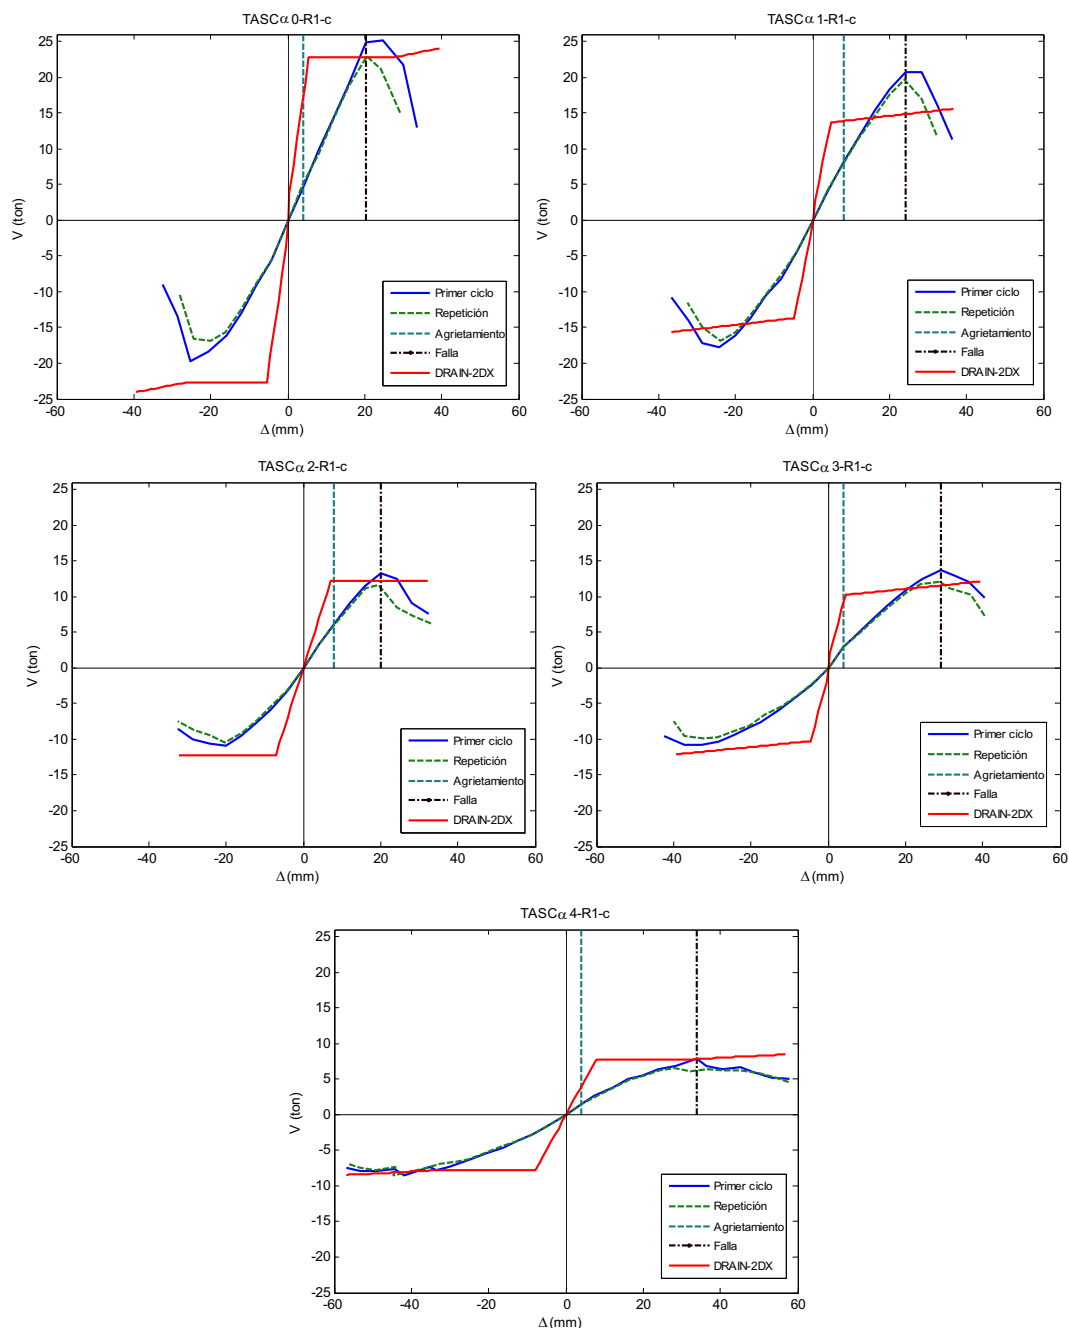 TASCα 0-R1-c
25
20
15
10
5
0
-5
-10
-15
-20
-25
V (ton)
-60
-40
-20
0
20
40
60
Δ (mm)
Primer ciclo
Repetición
Agrietamiento
Falla
DRAIN-2DX
TASCα 1-R1-c
25
20
15
10
5
0
-5
-10
-15
-20
-25
V (ton)
-60
-40
-20
0
20
40
60
Δ (mm)
Primer ciclo
Repetición
Agrietamiento
Falla
DRAIN-2DX
TASCα 2-R1-c
25
20
15
10
5
0
-5
-10
-15
-20
-25
V (ton)
-60
-40
-20
0
20
40
60
Δ (mm)
Primer ciclo
Repetición
Agrietamiento
Falla
DRAIN-2DX
TASCα 3-R1-c
25
20
15
10
5
0
-5
-10
-15
-20
-25
V (ton)
-60
-40
-20
0
20
40
60
Δ (mm)
Primer ciclo
Repetición
Agrietamiento
Falla
DRAIN-2DX
TASCα 4-R1-c
25
20
15
10
5
0
-5
-10
-15
-20
-25
V (ton)
-60
-40
-20
0
20
40
60
Δ (mm)
Primer ciclo
Repetición
Agrietamiento
Falla
DRAIN-2DX